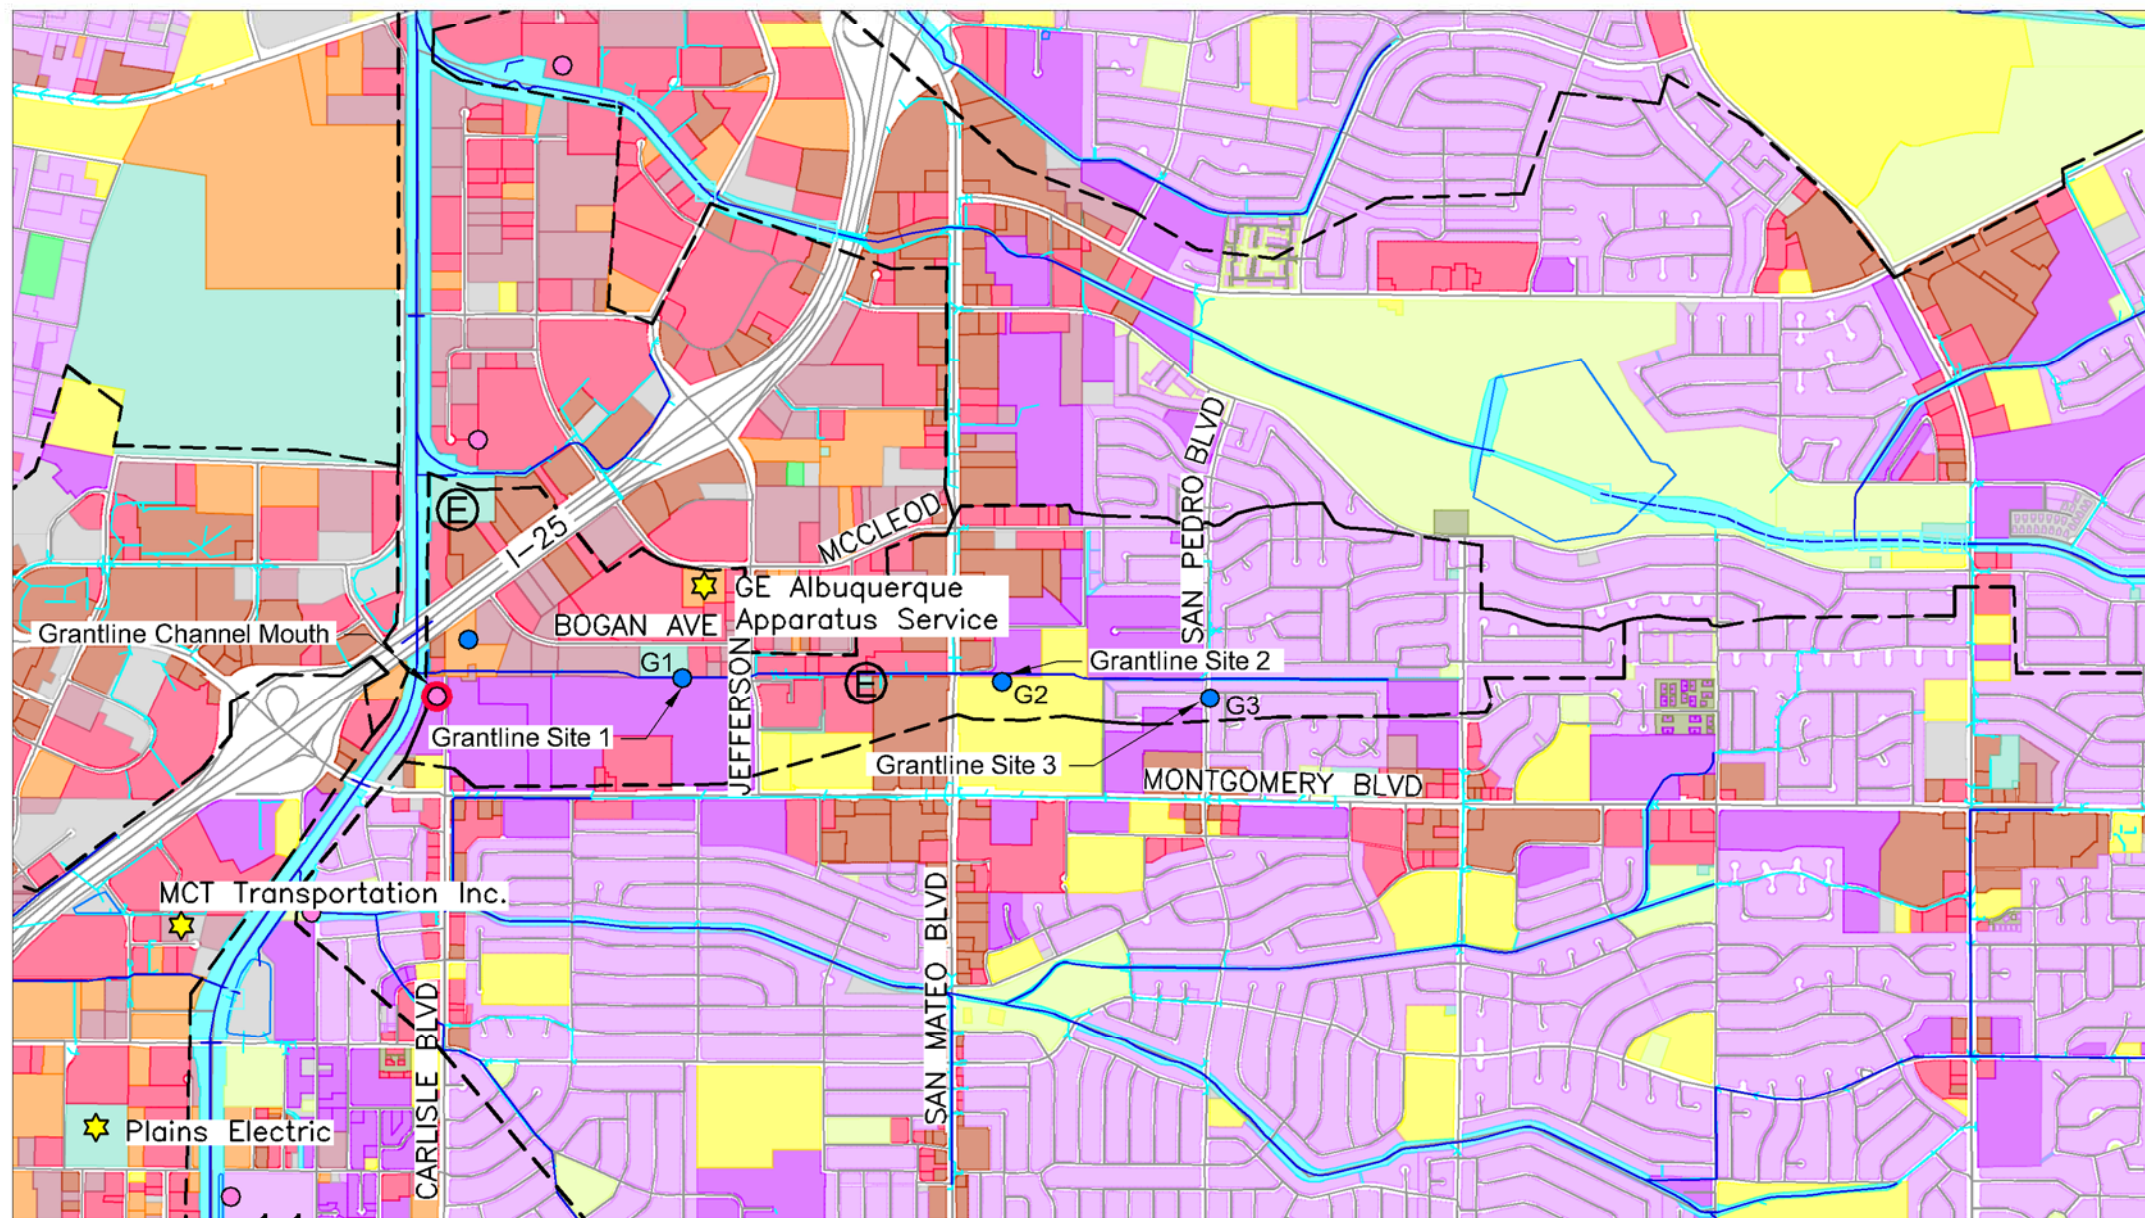 SAN PEDRO BLVD
E
I-25
MCCLEOD
GE Albuquerque
Apparatus Service
BOGAN AVE
Grantline Channel Mouth
JEFFERSON
G1
Grantline Site 2
E
G2
G3
Grantline Site 1
Grantline Site 3
MONTGOMERY BLVD
MCT Transportation Inc.
SAN MATEO BLVD
CARLISLE BLVD
Plains Electric